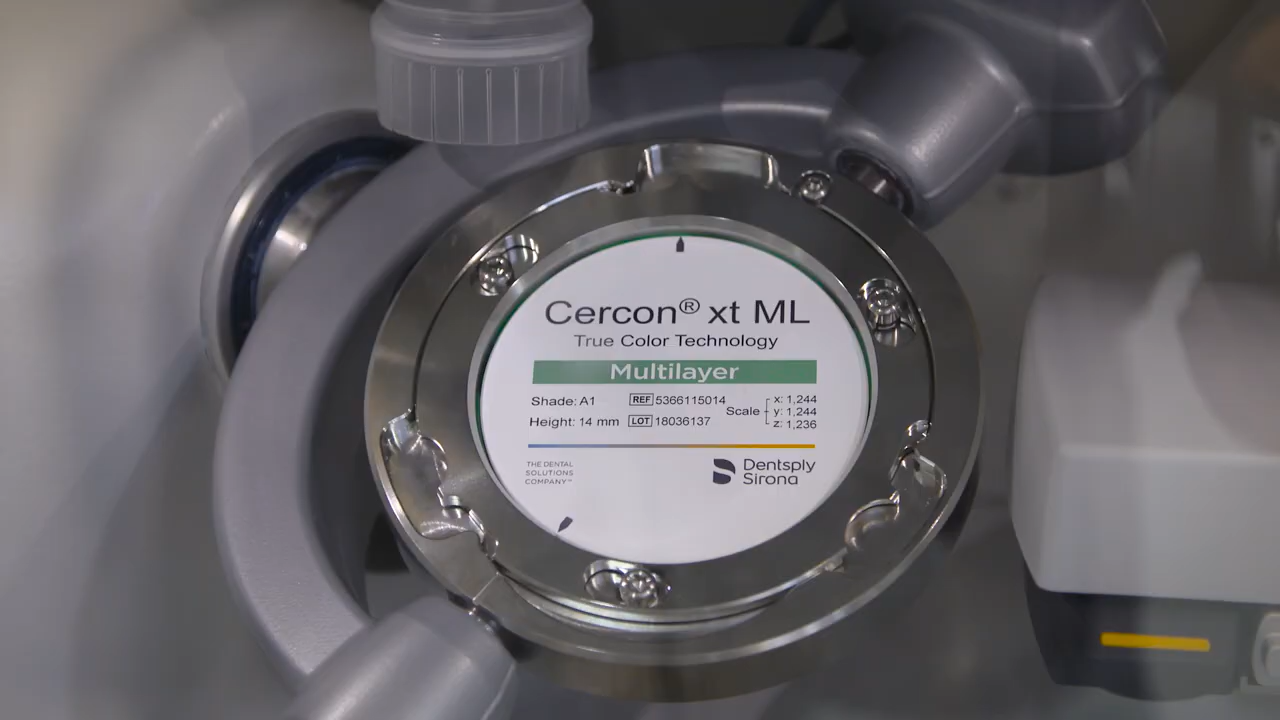 Cercon® xt ML
True Color Technology
Multilayer
Shade: A1 REF 5366115014
Height: 14 mm LOT 18036137
Scale x: 1,244
y: 1,244
z: 1,236
THE DENTAL
SOLUTIONS
COMPANY™
Dentsply
Sirona